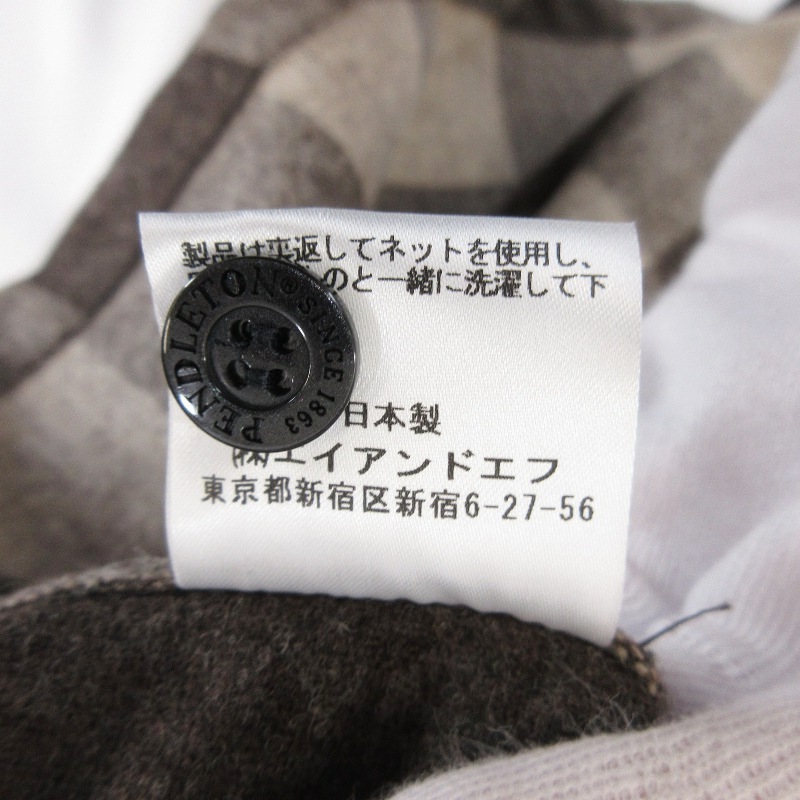 製品は裏返してネットを使用し、
のと一緒に洗濯して下
日本製
㈱エイアンドエフ
東京都新宿区新宿6-27-56
PENDLETON® SINCE 1863